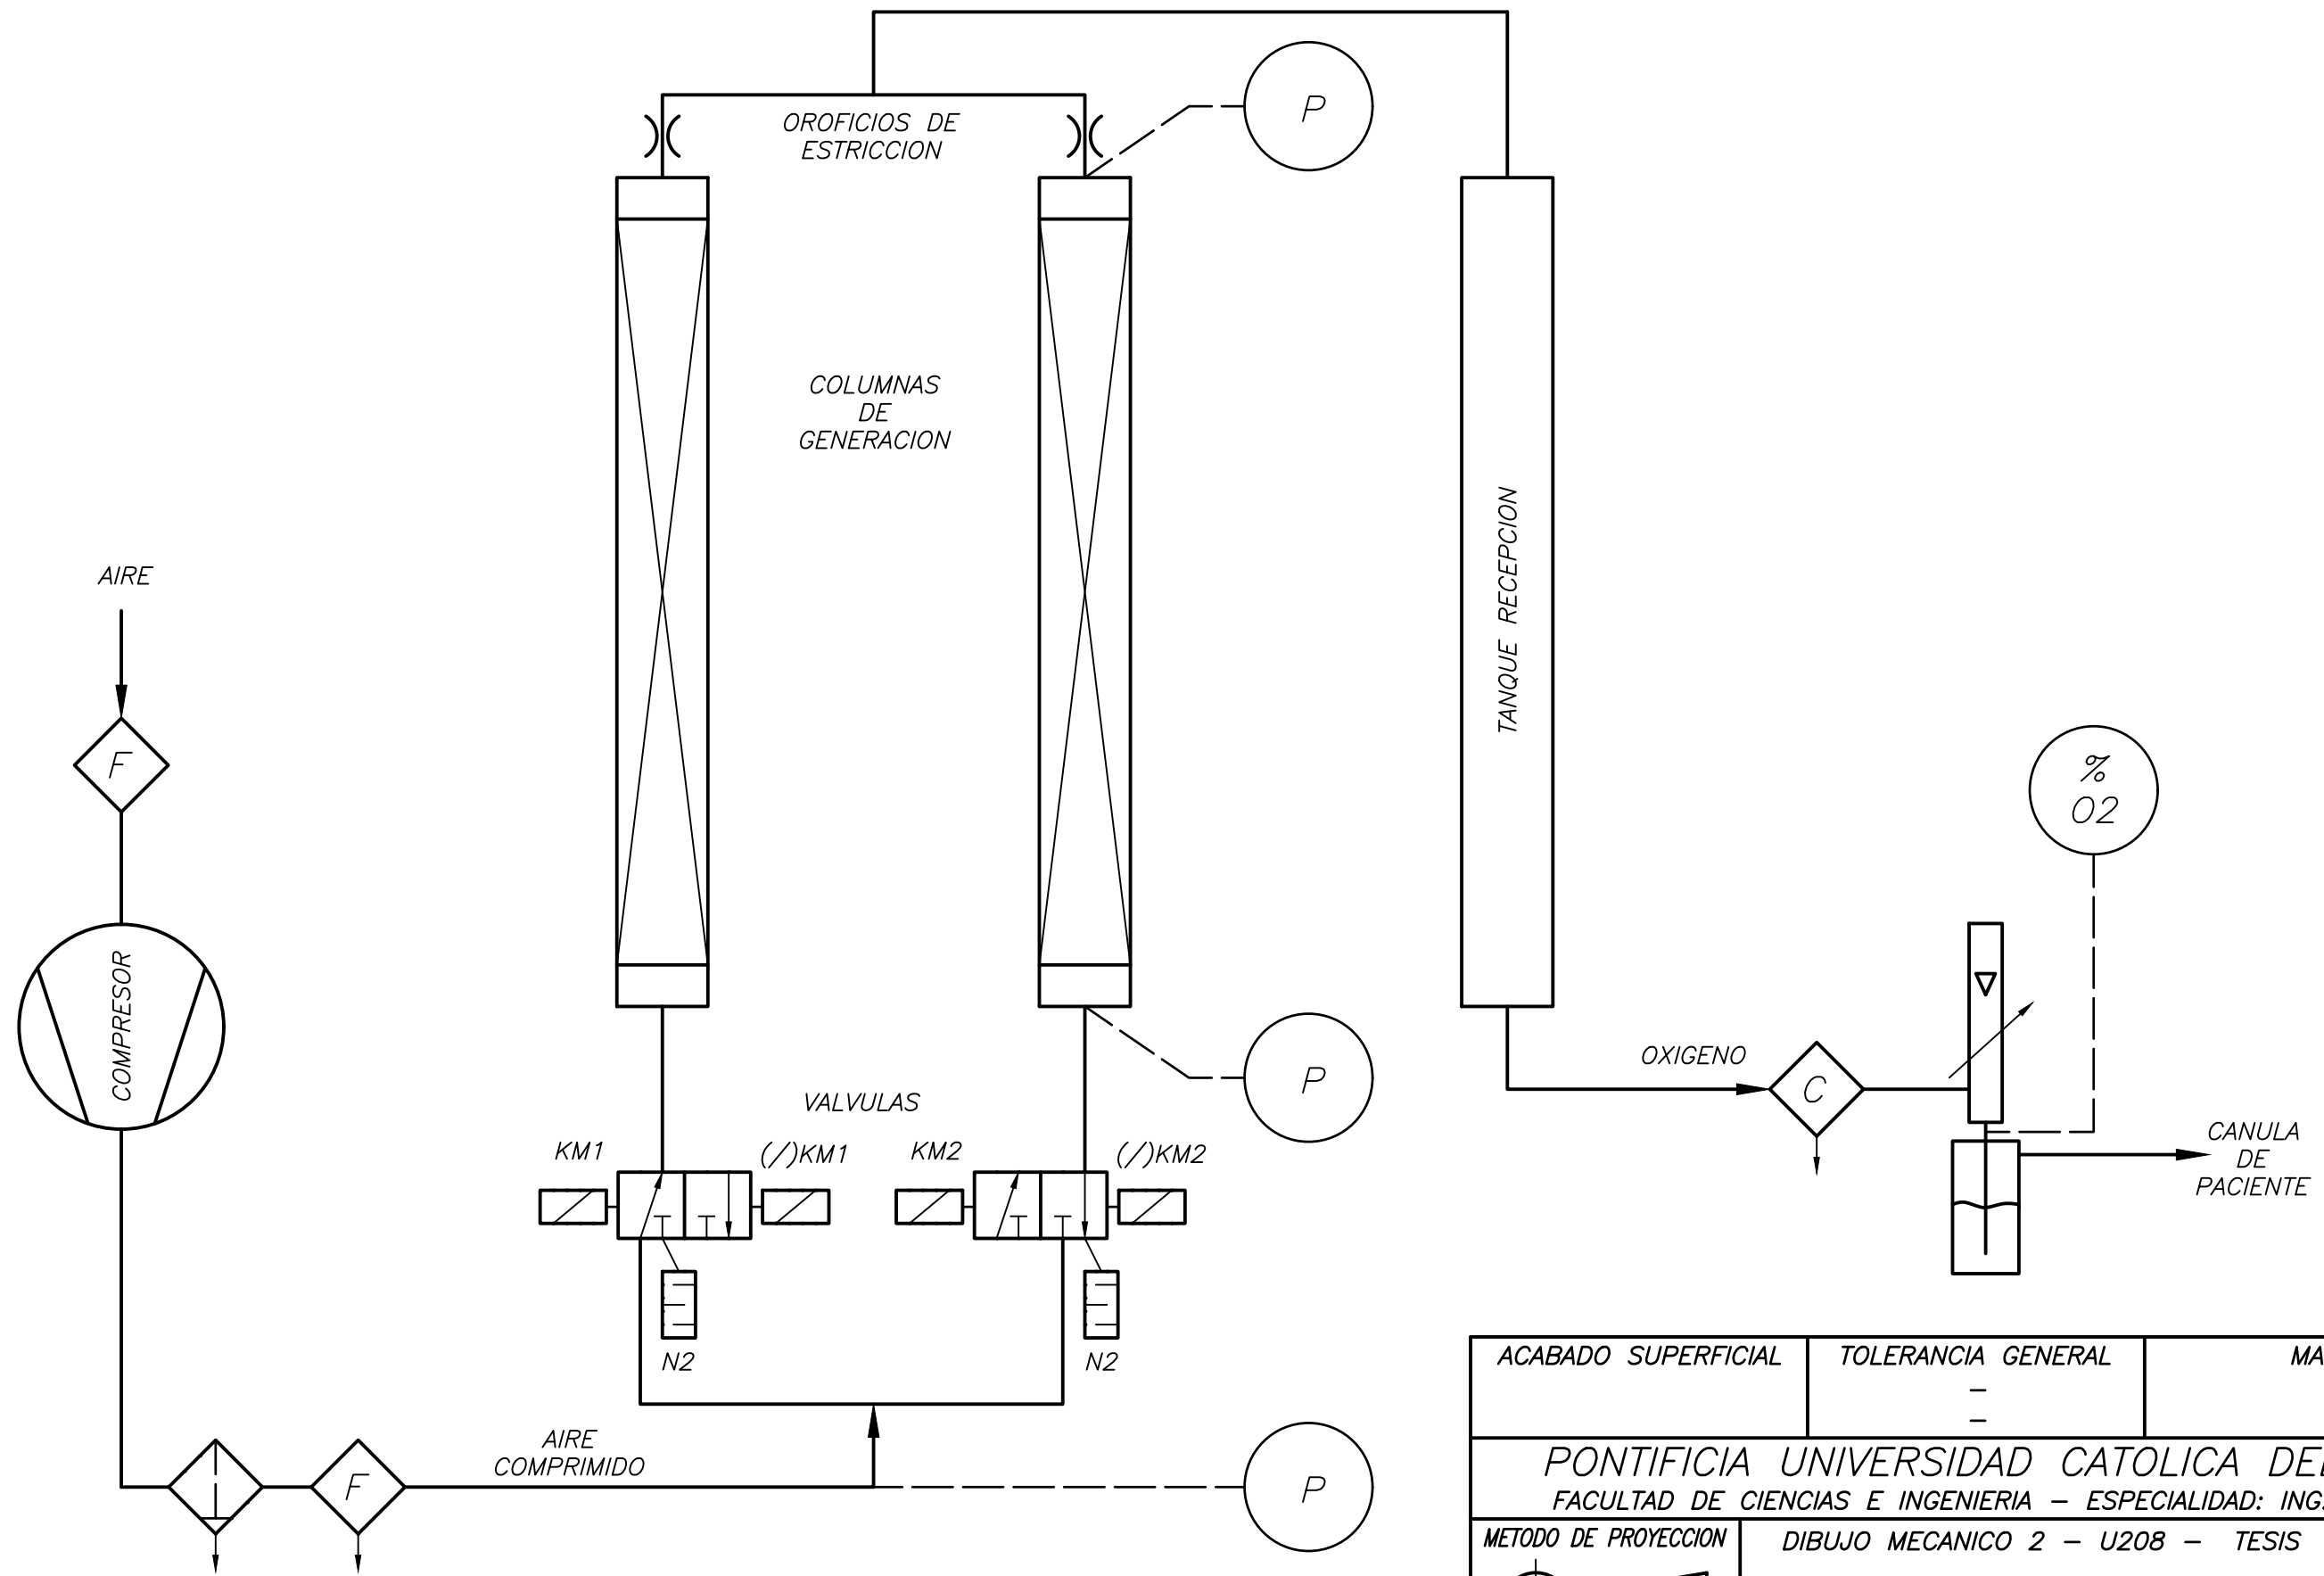 P
OROFICIOS DE
ESTRICCION
COLUMNAS
DE
GENERACION
TANQUE RECEPCION
AIRE
F
%
O2
COMPRESOR
OXIGENO
C
P
VALVULAS
KM1
(/)KM1
KM2
(/)KM2
CANULA
DE
PACIENTE
N2
N2
AIRE
COMPRIMIDO
F
P
ACABADO SUPERFICIAL
TOLERANCIA GENERAL
–
–
PONTIFICIA UNIVERSIDAD CATOLICA
FACULTAD DE CIENCIAS E INGENIERIA – ESPECIALIDAD: ING.
METODO DE PROYECCION
DIBUJO MECANICO 2 – U208 – TESIS